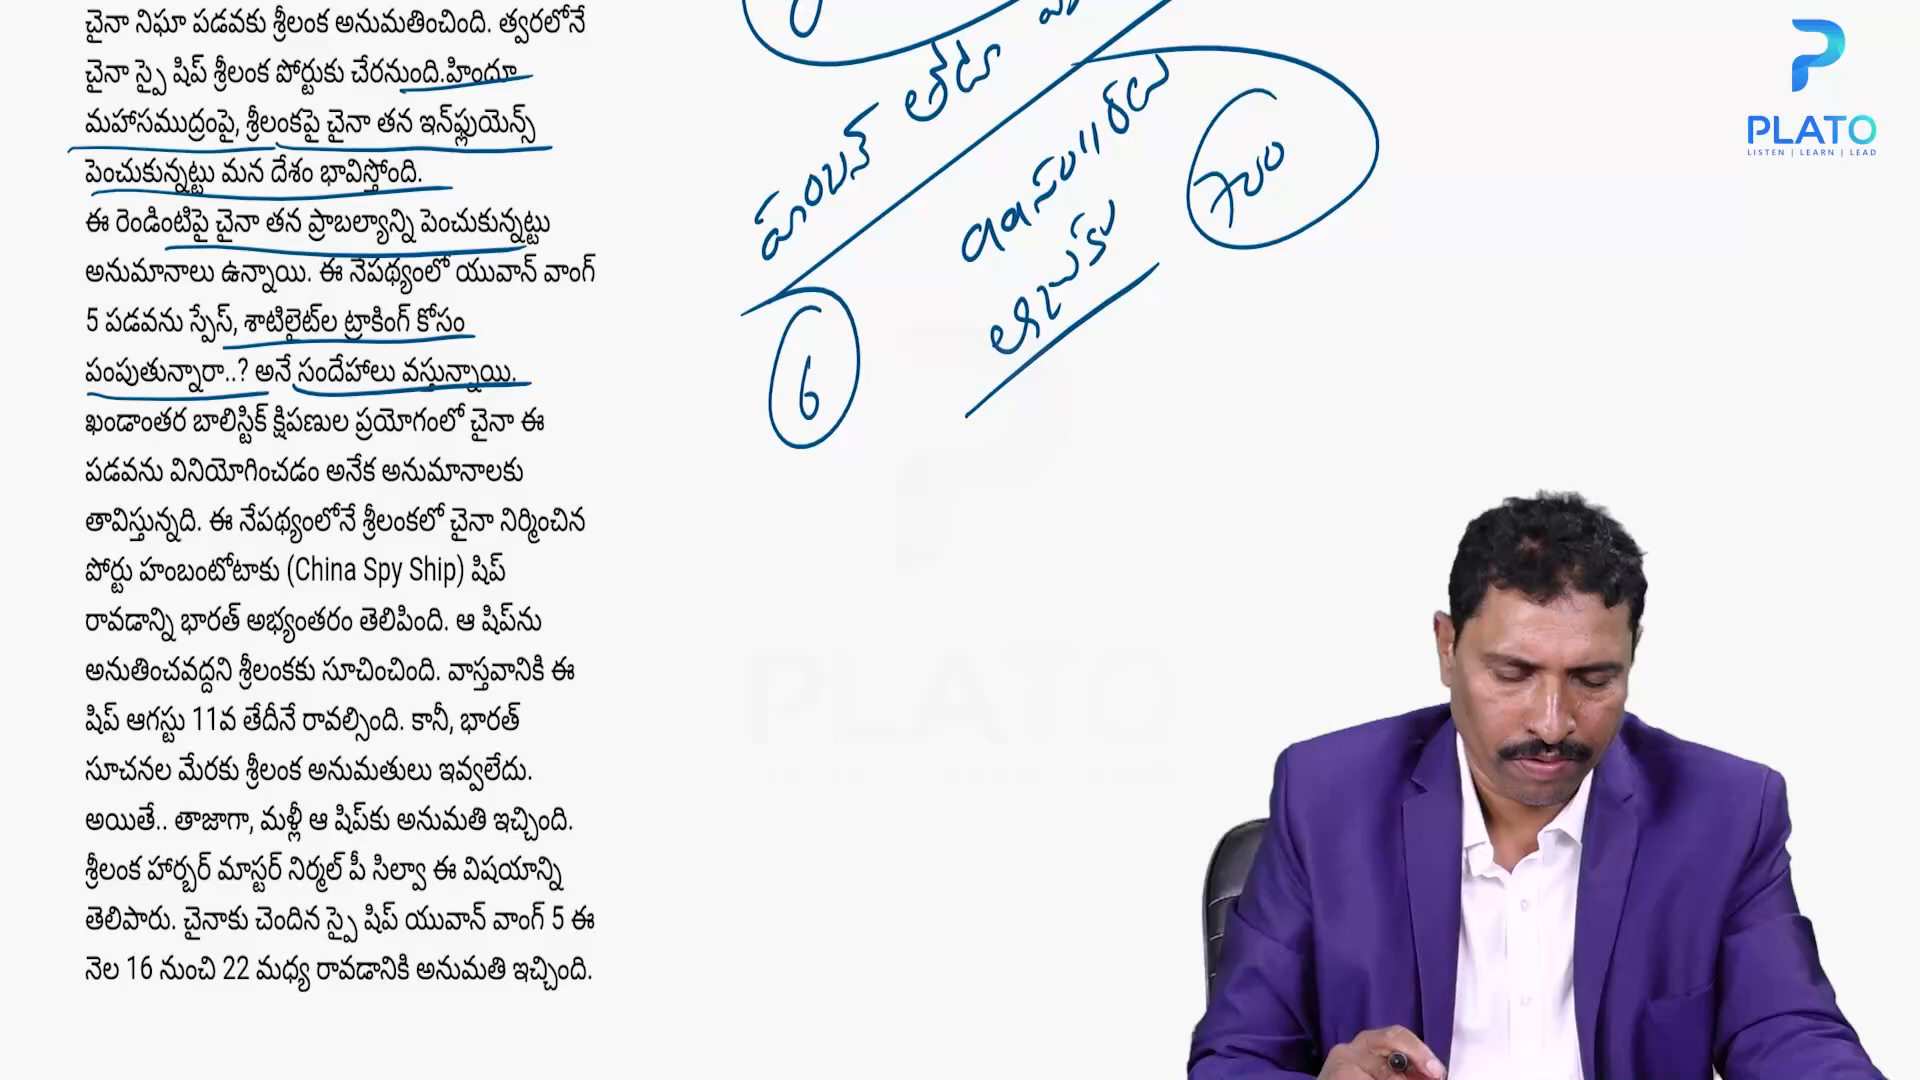 చైనా నిఘా పడవకు శ్రీలంక అనుమతించింది. త్వరలోనే
చైనా స్పై షిప్ శ్రీలంక పోర్టుకు చేరనుంది.హిందూ
మహాసముద్రంపై, శ్రీలంకపై చైనా తన ఇన్‌ఫ్లుయెన్స్
పెంచుకున్నట్టు మన దేశం భావిస్తోంది.
ఈ రెండింటిపై చైనా తన ప్రాబల్యాన్ని పెంచుకున్నట్టు
అనుమానాలు ఉన్నాయి. ఈ నేపథ్యంలో యువాన్ వాంగ్
5 పడవను స్పేస్, శాటిలైట్‌ల ట్రాకింగ్ కోసం
పంపుతున్నారా..? అనే సందేహాలు వస్తున్నాయి.
ఖండాంతర బాలిస్టిక్ క్షిపణుల ప్రయోగంలో చైనా ఈ
పడవను వినియోగించడం అనేక అనుమానాలకు
తావిస్తున్నది. ఈ నేపథ్యంలోనే శ్రీలంకలో చైనా నిర్మించిన
పోర్టు హంబంటోటాకు (China Spy Ship) షిప్
రావడాన్ని భారత్ అభ్యంతరం తెలిపింది. ఆ షిప్‌ను
అనుతించవద్దని శ్రీలంకకు సూచించింది. వాస్తవానికి ఈ
షిప్ ఆగస్టు 11వ తేదీనే రావల్సింది. కానీ, భారత్
సూచనల మేరకు శ్రీలంక అనుమతులు ఇవ్వలేదు.
అయితే.. తాజాగా, మళ్లీ ఆ షిప్‌కు అనుమతి ఇచ్చింది.
శ్రీలంక హార్బర్ మాస్టర్ నిర్మల్ పీ సిల్వా ఈ విషయాన్ని
తెలిపారు. చైనాకు చెందిన స్పై షిప్ యువాన్ వాంగ్ 5 ఈ
నెల 16 నుంచి 22 మధ్య రావడానికి అనుమతి ఇచ్చింది.
6
PLATO
LISTEN | LEARN | LEAD
PLATO